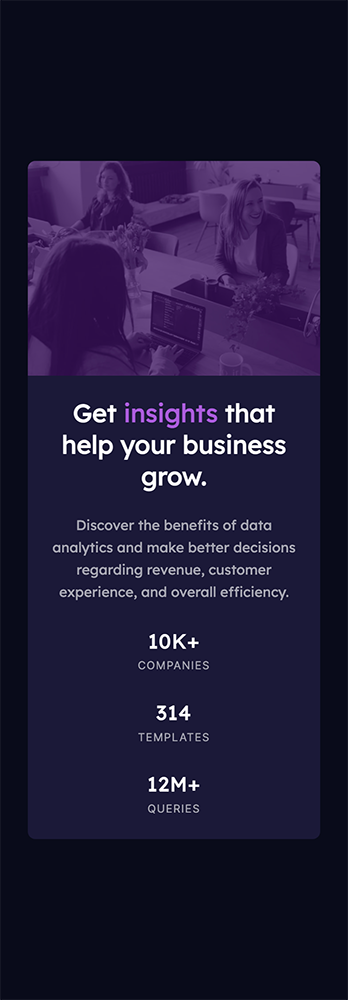 Get insights that
help your business
grow.
Discover the benefits of data
analytics and make better decisions
regarding revenue, customer
experience, and overall efficiency.
10K+
COMPANIES
314
TEMPLATES
12M+
QUERIES